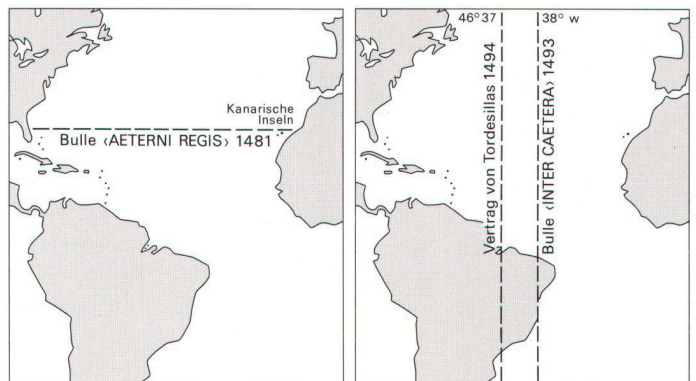 Kanarische
Inseln
Bulle ‹AETERNI REGIS› 1481
46°37
38° w
Vertrag von Tordesillas 1494
Bulle ‹INTER CAETERA› 1493